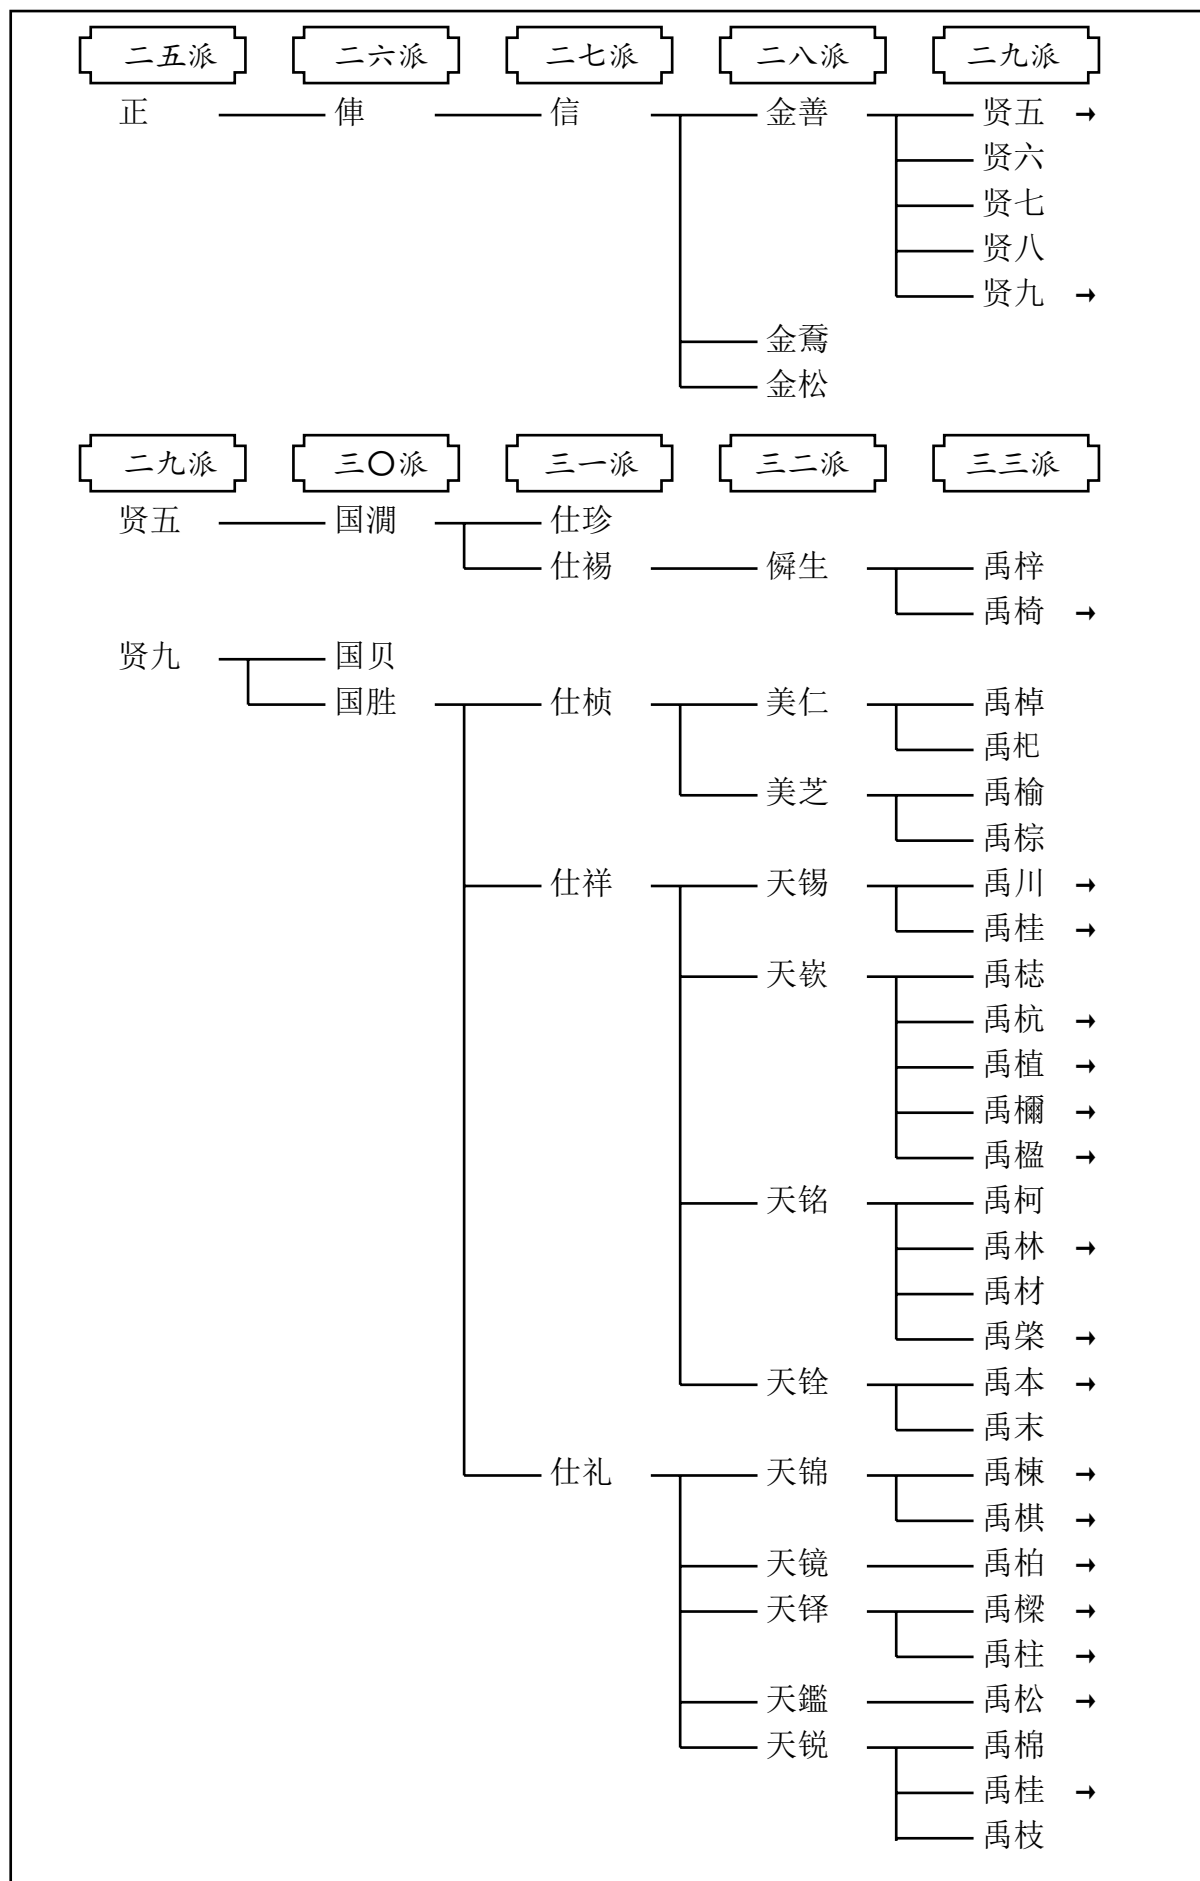 二五派 二六派 二七派 二八派 二九派
正 俥 信 金善 贤五 →
贤六
贤七
贤八
贤九 →
金鴌
金松
二九派 三〇派 三一派 三二派 三三派
贤五 国㵎 仕珍
仕裼 僢生 禹梓
禹椅 →
贤九 国贝
国胜 仕桢 美仁 禹棹
禹杞
美芝 禹榆
禹棕
仕祥 天锡 禹川 →
禹桂 →
天嵚 禹梽
禹杭 →
禹植 →
禹檷 →
禹楹 →
天铭 禹柯
禹林 →
禹材
禹棨 →
天铨 禹本 →
禹末
仕礼 天锦 禹棟 →
禹棋 →
天镜 禹柏 →
天铎 禹樑 →
禹柱 →
天鑑 禹松 →
天锐 禹棉
禹桂 →
禹枝